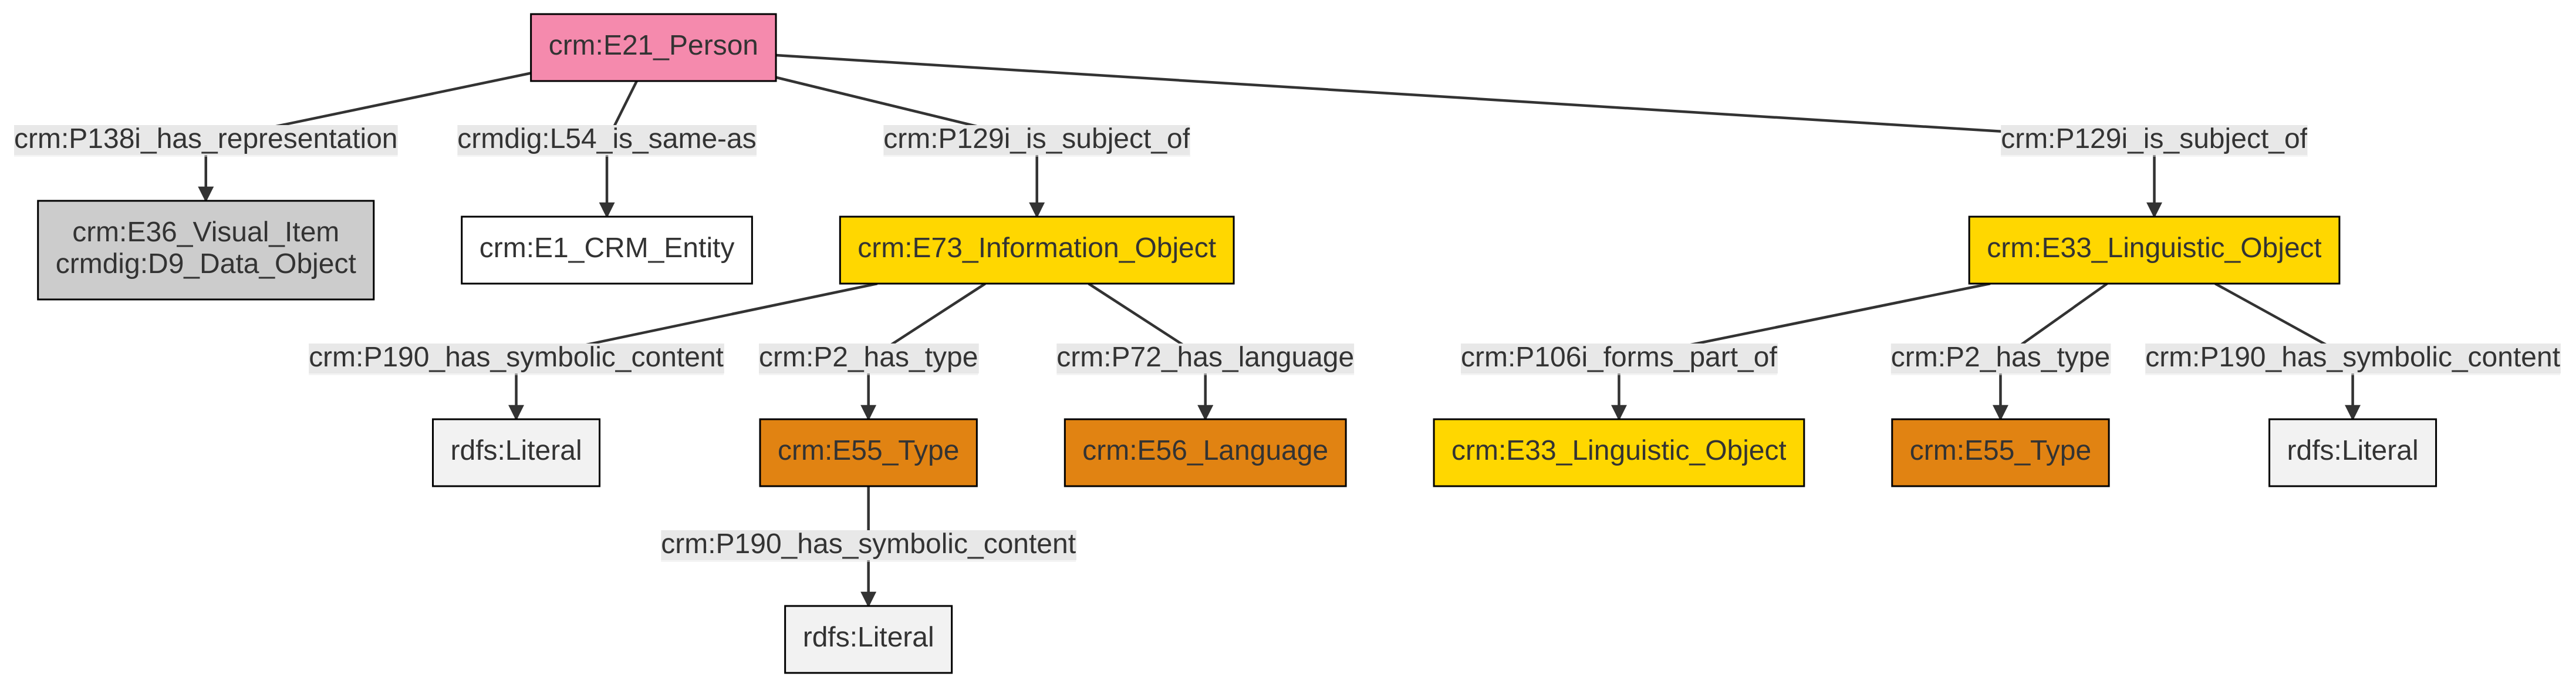 crm:E21_Person
crm:P138i_has_representation
crmdig:L54_is_same-as
crm:P129i_is_subject_of
crm:P129i_is_subject_of
crm:E36_Visual_Item
crmdig:D9_Data_Object
crm:E1_CRM_Entity
crm:E73_Information_Object
crm:E33_Linguistic_Object
crm:P190_has_symbolic_content
crm:P2_has_type
crm:P72_has_language
crm:P106i_forms_part_of
crm:P2_has_type
crm:P190_has_symbolic_content
rdfs:Literal
crm:E55_Type
crm:E56_Language
crm:E33_Linguistic_Object
crm:E55_Type
rdfs:Literal
crm:P190_has_symbolic_content
rdfs:Literal